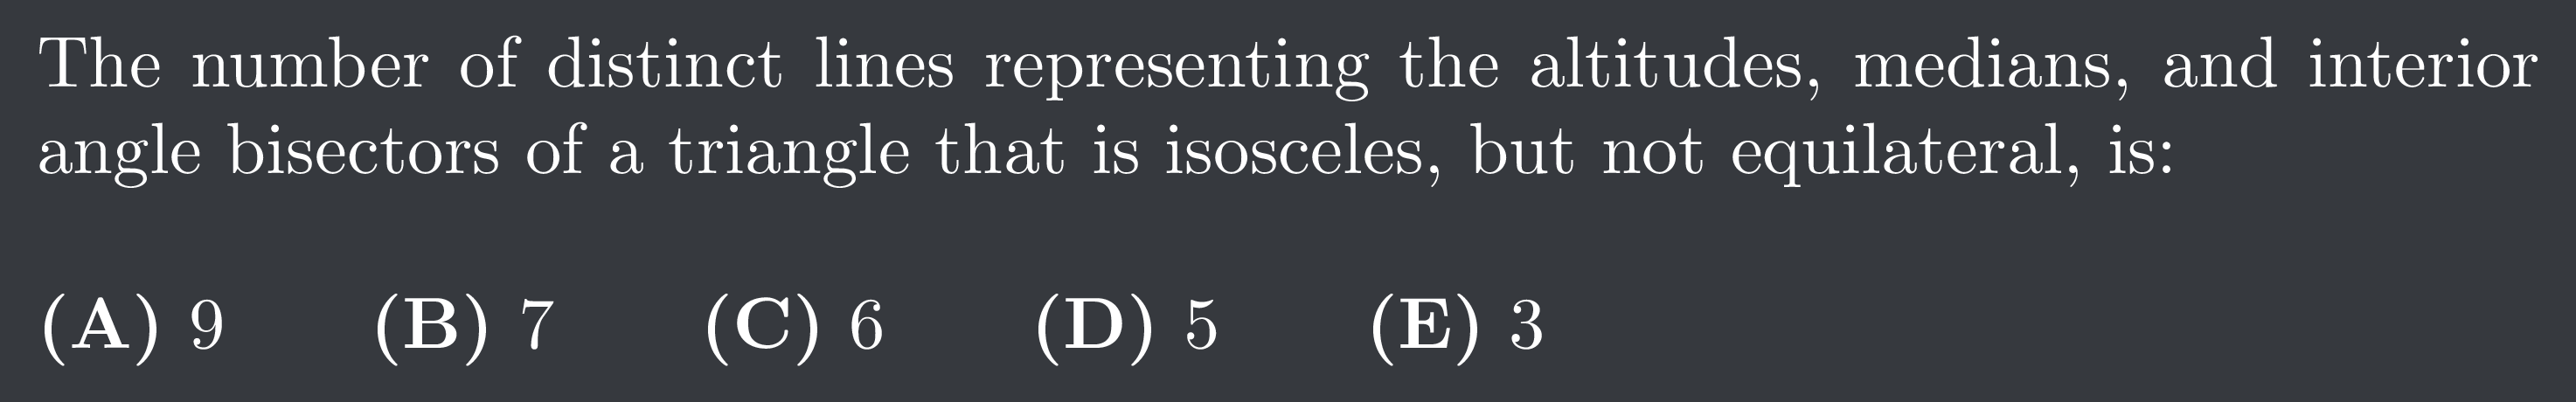 The number of distinct lines representing the altitudes, medians, and interior
angle bisectors of a triangle that is isosceles, but not equilateral, is:
(A) 9 (B) 7 (C) 6 (D) 5 (E) 3